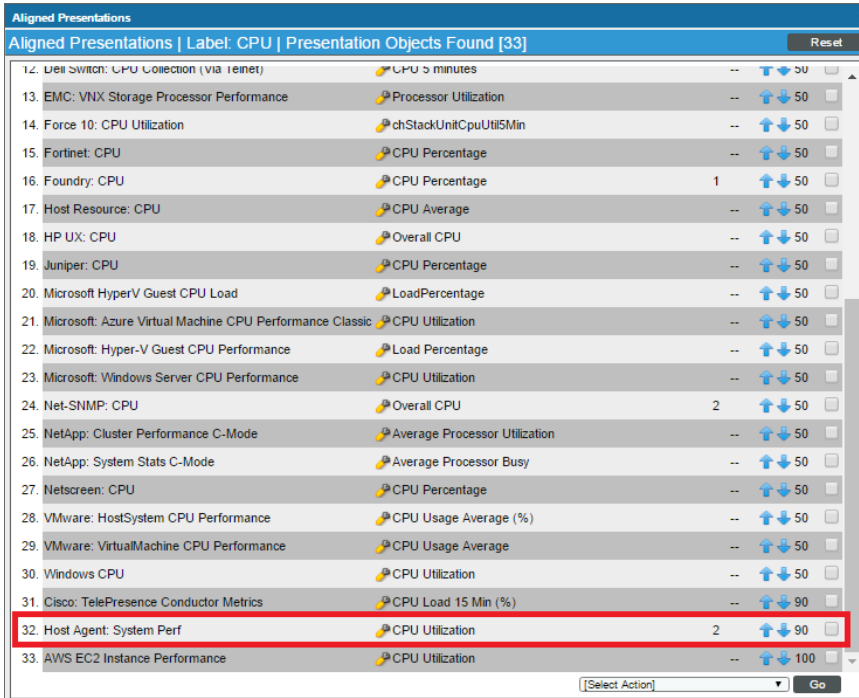 Aligned Presentations
Aligned Presentations | Label: CPU | Presentation Objects Found [33] Reset
12. Dell Switch: CPU Collection (Via Telnet) CPU 5 minutes -- 50
13. EMC: VNX Storage Processor Performance Processor Utilization -- 50
14. Force 10: CPU Utilization chStackUnitCpuUtil5Min -- 50
15. Fortinet: CPU CPU Percentage -- 50
16. Foundry: CPU CPU Percentage 1 50
17. Host Resource: CPU CPU Average -- 50
18. HP UX: CPU Overall CPU -- 50
19. Juniper: CPU CPU Percentage -- 50
20. Microsoft HyperV Guest CPU Load LoadPercentage -- 50
21. Microsoft: Azure Virtual Machine CPU Performance Classic CPU Utilization -- 50
22. Microsoft: Hyper-V Guest CPU Performance Load Percentage -- 50
23. Microsoft: Windows Server CPU Performance CPU Utilization -- 50
24. Net-SNMP: CPU Overall CPU 2 50
25. NetApp: Cluster Performance C-Mode Average Processor Utilization -- 50
26. NetApp: System Stats C-Mode Average Processor Busy -- 50
27. Netscreen: CPU CPU Percentage -- 50
28. VMware: HostSystem CPU Performance CPU Usage Average (%) -- 50
29. VMware: VirtualMachine CPU Performance CPU Usage Average -- 50
30. Windows CPU CPU Utilization -- 50
31. Cisco: TelePresence Conductor Metrics CPU Load 15 Min (%) -- 90
32. Host Agent: System Perf CPU Utilization 2 90
33. AWS EC2 Instance Performance CPU Utilization -- 100
[Select Action] Go